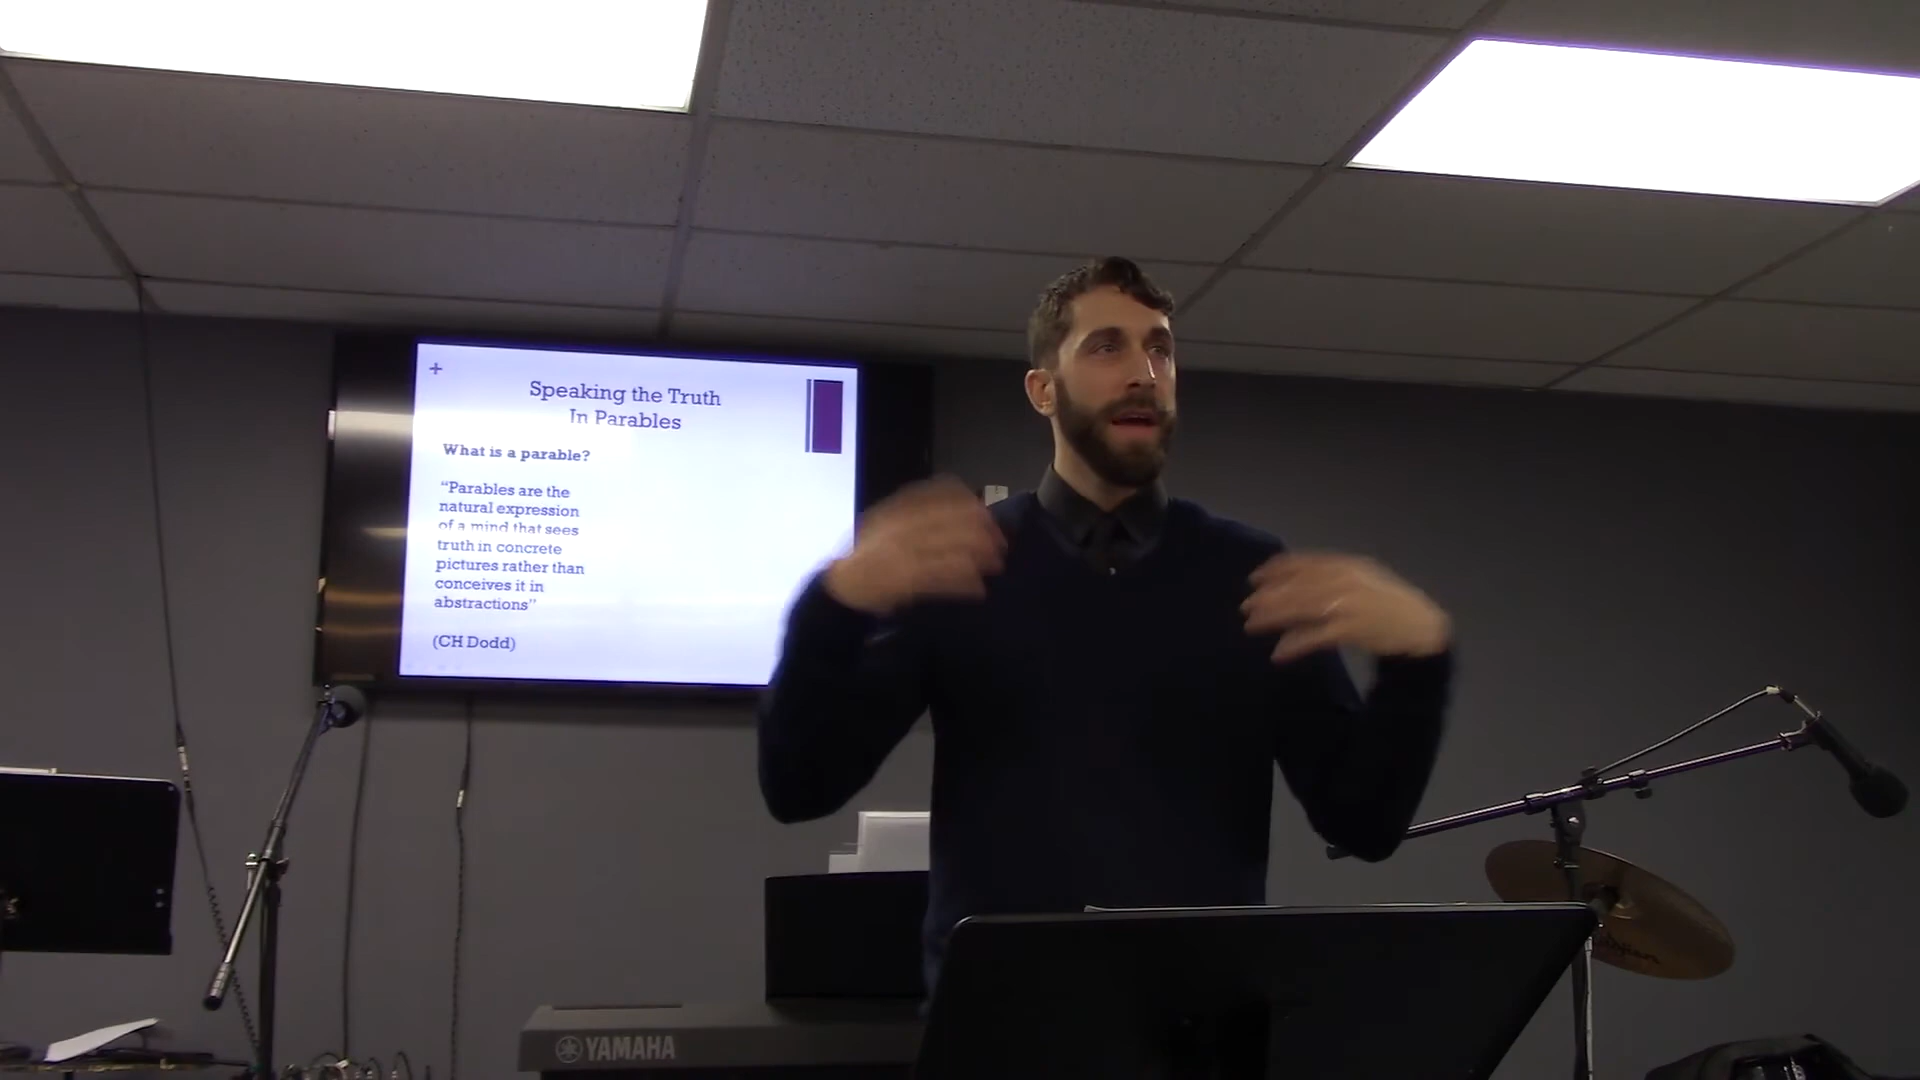 +
Speaking the Truth
In Parables
What is a parable?
“Parables are the
natural expression
of a mind that sees
truth in concrete
pictures rather than
conceives it in
abstractions”
(CH Dodd)
YAMAHA